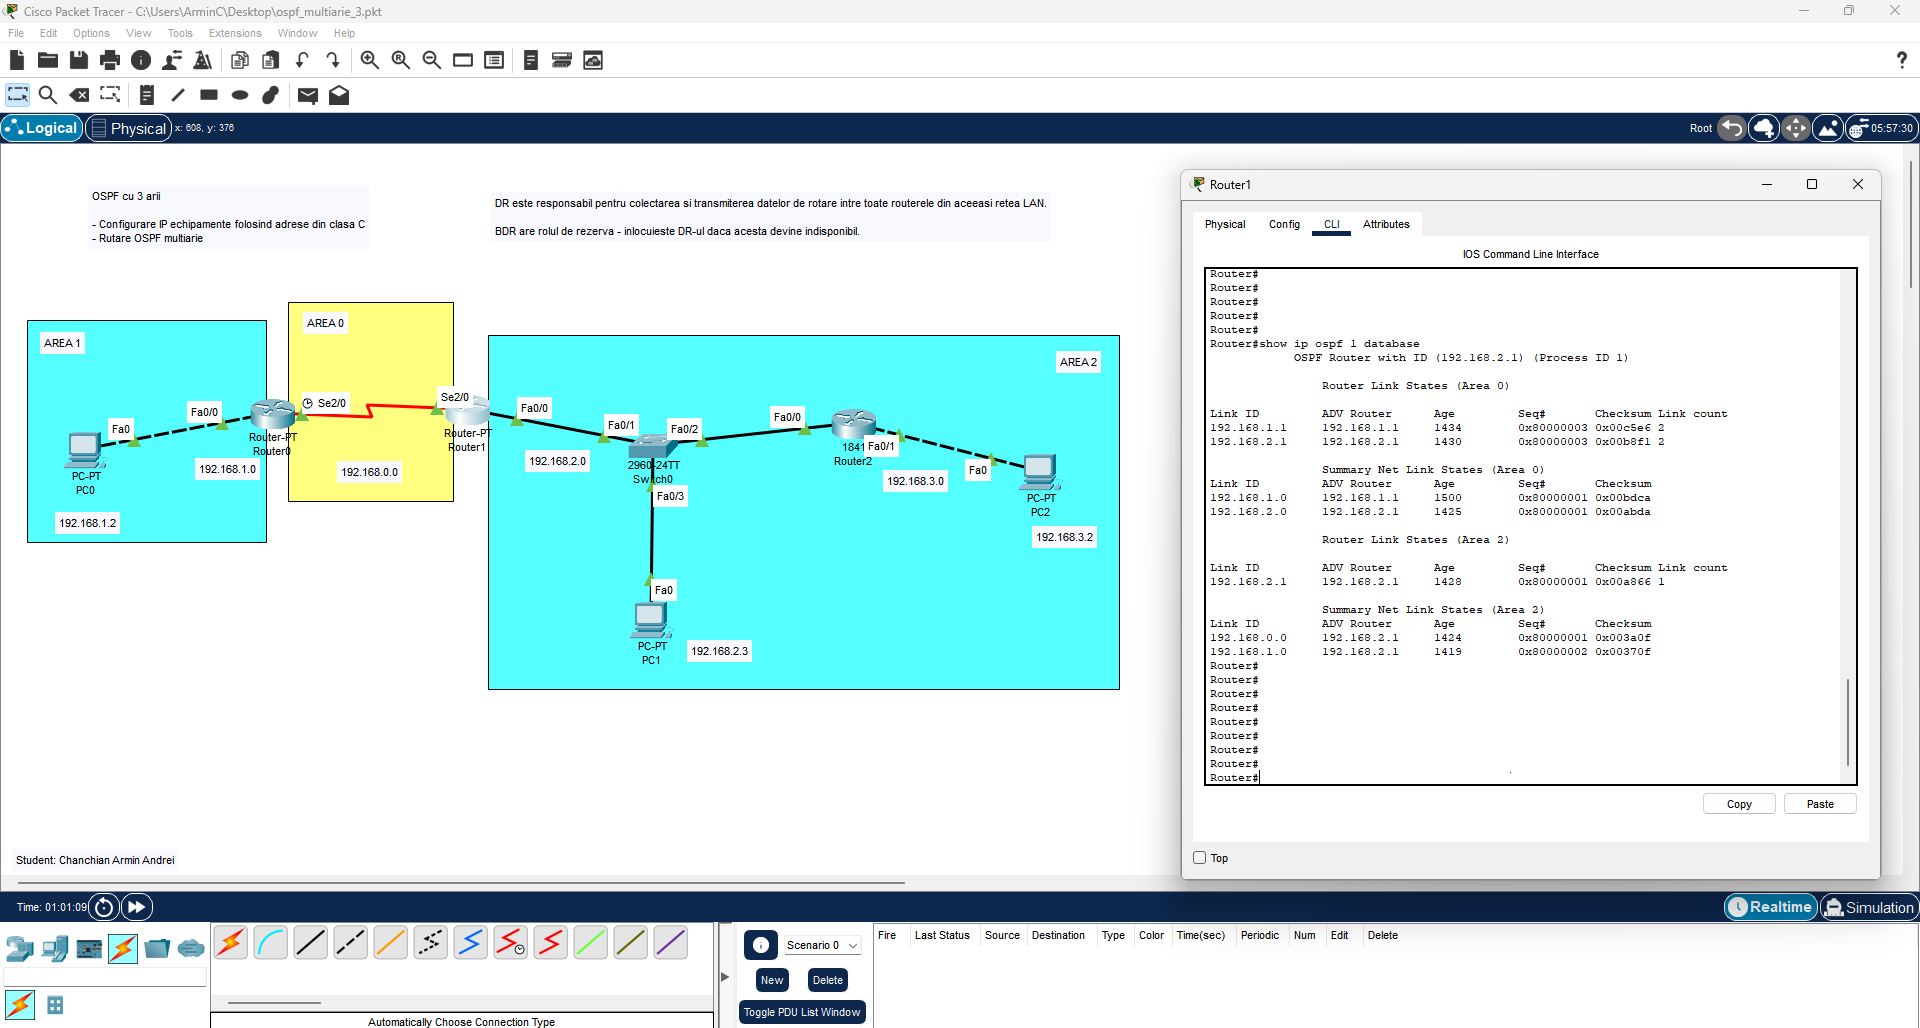 Cisco Packet Tracer - C:\Users\ArminC\Desktop\ospf_multiarie_3.pkt
File Edit Options View Tools Extensions Window Help
Logical Physical x: 608, y: 376 Root 05:57:30
OSPF cu 3 arii
- Configurare IP echipamente folosind adrese din clasa C
- Rutare OSPF multiarie
DR este responsabil pentru colectarea si transmiterea datelor de rotare intre toate routerele din aceeasi retea LAN.
BDR are rolul de rezerva - inlocuieste DR-ul daca acesta devine indisponibil.
AREA 1
Fa0
Fa0/0
PC-PT
PC0
192.168.1.0
192.168.1.2
AREA 0
Se2/0
Se2/0
Router-PT
Router0
192.168.0.0
Router-PT
Router1
AREA 2
Fa0/0
Fa0/1
Fa0/2
Fa0/0
192.168.2.0
2960-24TT
Switch0
Fa0/3
1841
Router2
Fa0/1
192.168.3.0
Fa0
PC-PT
PC2
192.168.3.2
Fa0
PC-PT
PC1
192.168.2.3
Student: Chanchian Armin Andrei
Router1
Physical Config CLI Attributes
IOS Command Line Interface
Router#
Router#
Router#
Router#
Router#
Router#show ip ospf 1 database
OSPF Router with ID (192.168.2.1) (Process ID 1)
Router Link States (Area 0)
Link ID ADV Router Age Seq# Checksum Link count
192.168.1.1 192.168.1.1 1434 0x80000003 0x00c5e6 2
192.168.2.1 192.168.2.1 1430 0x80000003 0x00b8f1 2
Summary Net Link States (Area 0)
Link ID ADV Router Age Seq# Checksum
192.168.1.0 192.168.1.1 1500 0x80000001 0x00bdca
192.168.2.0 192.168.2.1 1425 0x80000001 0x00abda
Router Link States (Area 2)
Link ID ADV Router Age Seq# Checksum Link count
192.168.2.1 192.168.2.1 1428 0x80000001 0x00a866 1
Summary Net Link States (Area 2)
Link ID ADV Router Age Seq# Checksum
192.168.0.0 192.168.2.1 1424 0x80000001 0x003a0f
192.168.1.0 192.168.2.1 1419 0x80000002 0x00370f
Router#
Router#
Router#
Router#
Router#
Router#
Router#
Router#
Router#
Copy Paste
Top
Time: 01:01:09 Realtime Simulation
Scenario 0
New Delete
Toggle PDU List Window
Fire Last Status Source Destination Type Color Time(sec) Periodic Num Edit Delete
Automatically Choose Connection Type